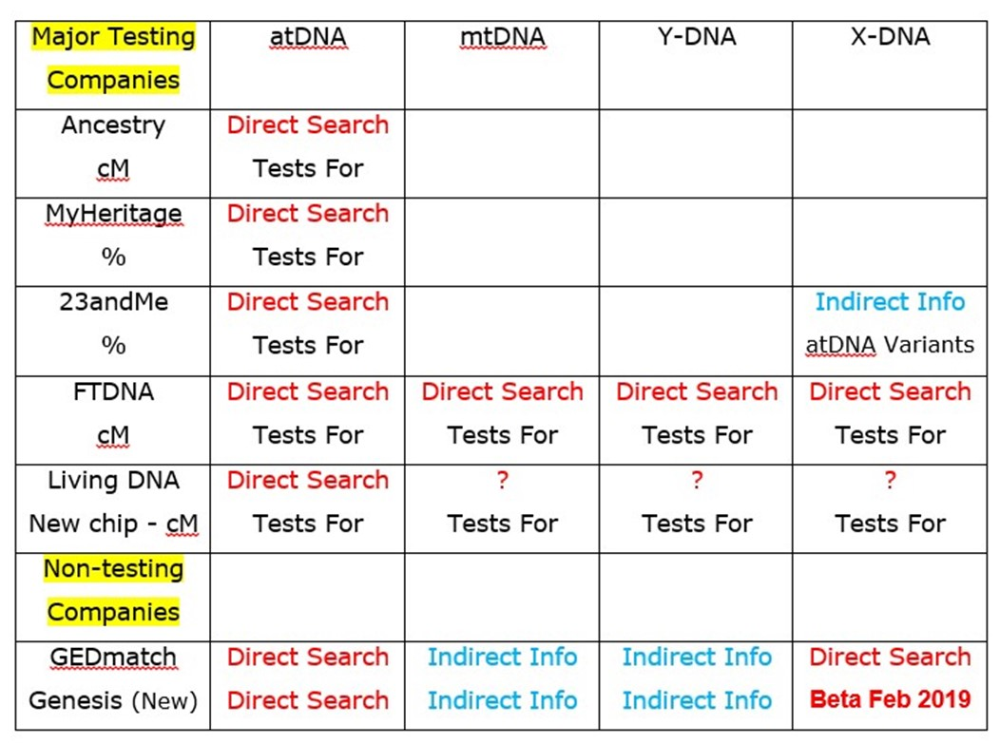 Major Testing atDNA mtDNA Y-DNA X-DNA
Companies
Ancestry Direct Search
cM Tests For
MyHeritage Direct Search
% Tests For
23andMe Direct Search Indirect Info
% Tests For atDNA Variants
FTDNA Direct Search Direct Search Direct Search Direct Search
cM Tests For Tests For Tests For Tests For
Living DNA Direct Search ? ? ?
New chip - cM Tests For Tests For Tests For Tests For
Non-testing
Companies
GEDmatch Direct Search Indirect Info Indirect Info Direct Search
Genesis (New) Direct Search Indirect Info Indirect Info Beta Feb 2019